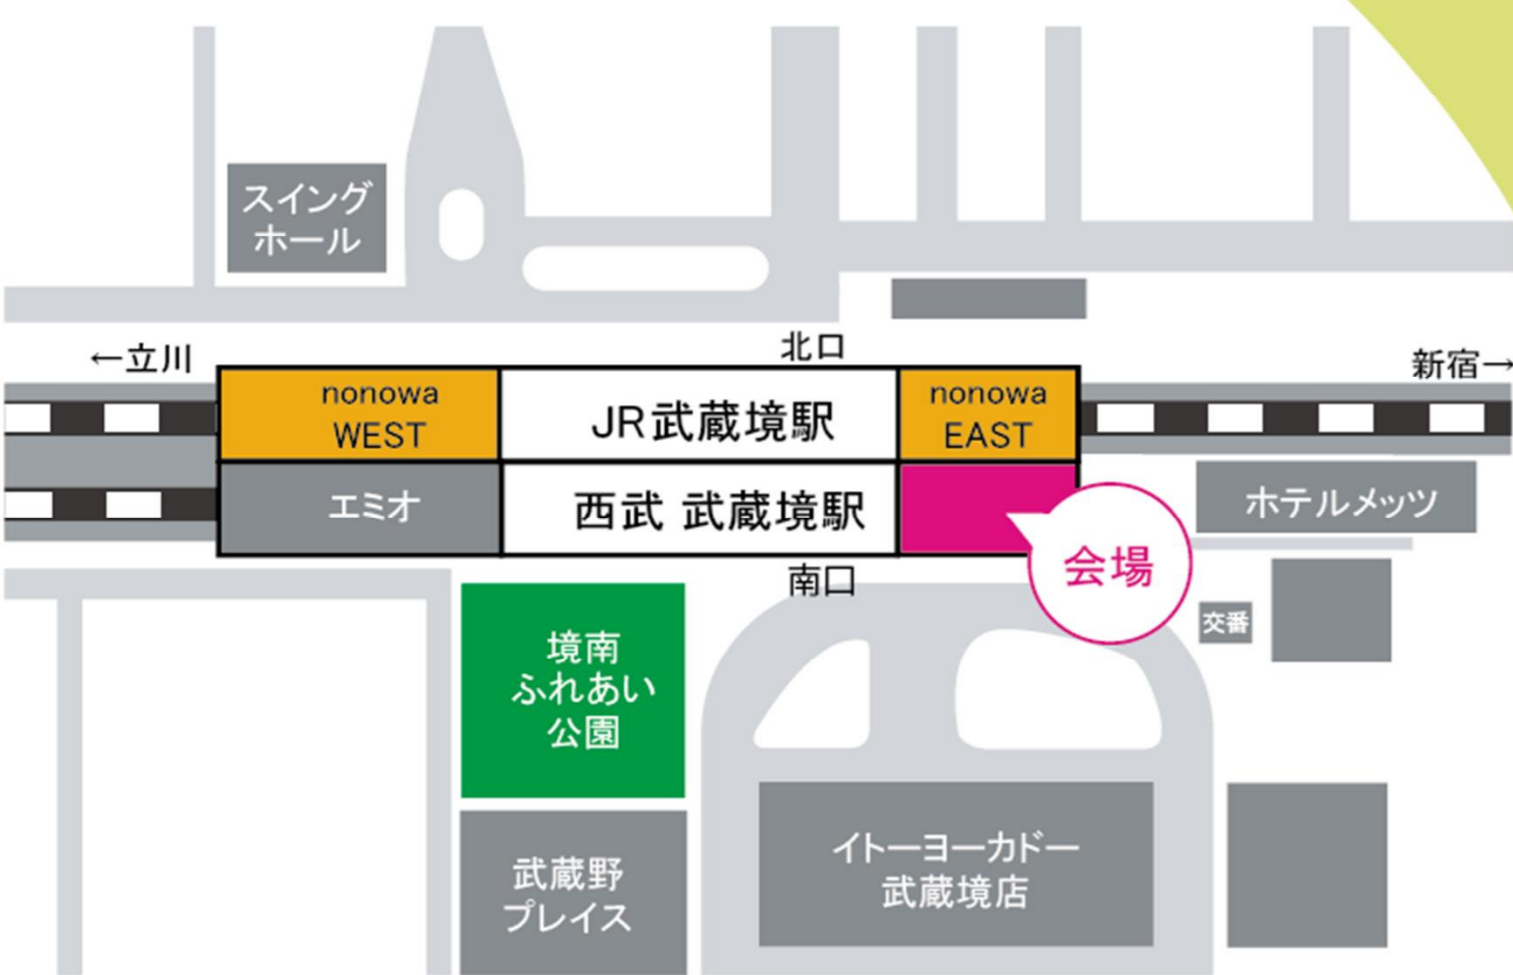 スイング
ホール
北口
←立川
新宿→
nonowa
WEST
JR武蔵境駅
nonowa
EAST
エミオ
西武 武蔵境駅
ホテルメッツ
会場
南口
交番
境南
ふれあい
公園
イトーヨーカドー
武蔵境店
武蔵野
プレイス